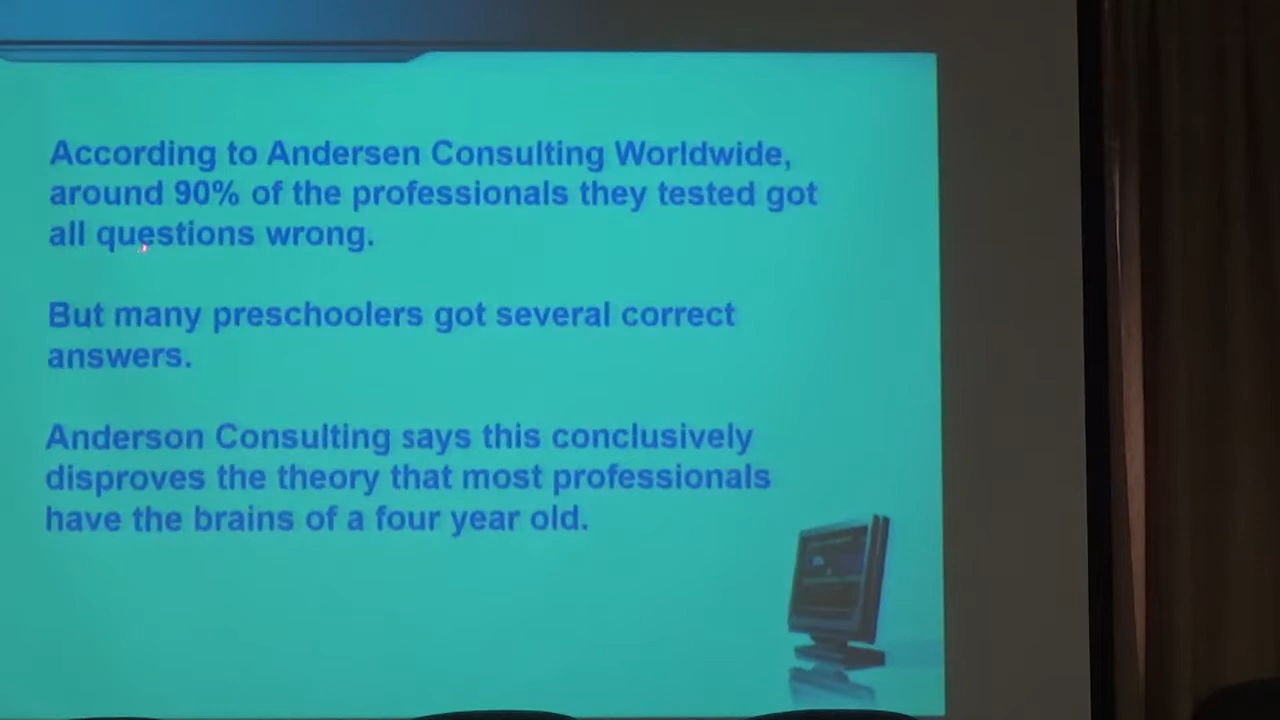 According to Andersen Consulting Worldwide,
around 90% of the professionals they tested got
all questions wrong.
But many preschoolers got several correct
answers.
Anderson Consulting says this conclusively
disproves the theory that most professionals
have the brains of a four year old.